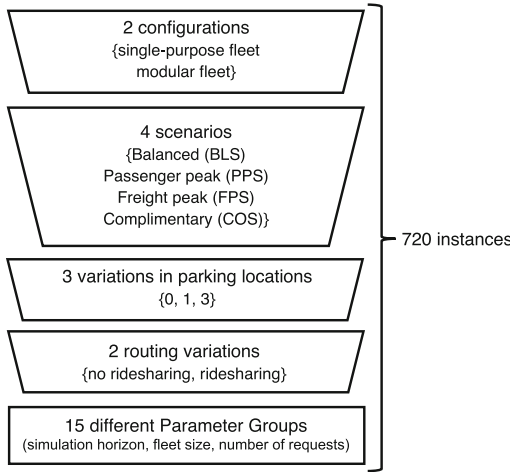 2 configurations
{single-purpose fleet
modular fleet}
4 scenarios
{Balanced (BLS)
Passenger peak (PPS)
Freight peak (FPS)
Complimentary (COS)}
720 instances
3 variations in parking locations
{0, 1, 3}
2 routing variations
{no ridesharing, ridesharing}
15 different Parameter Groups
(simulation horizon, fleet size, number of requests)